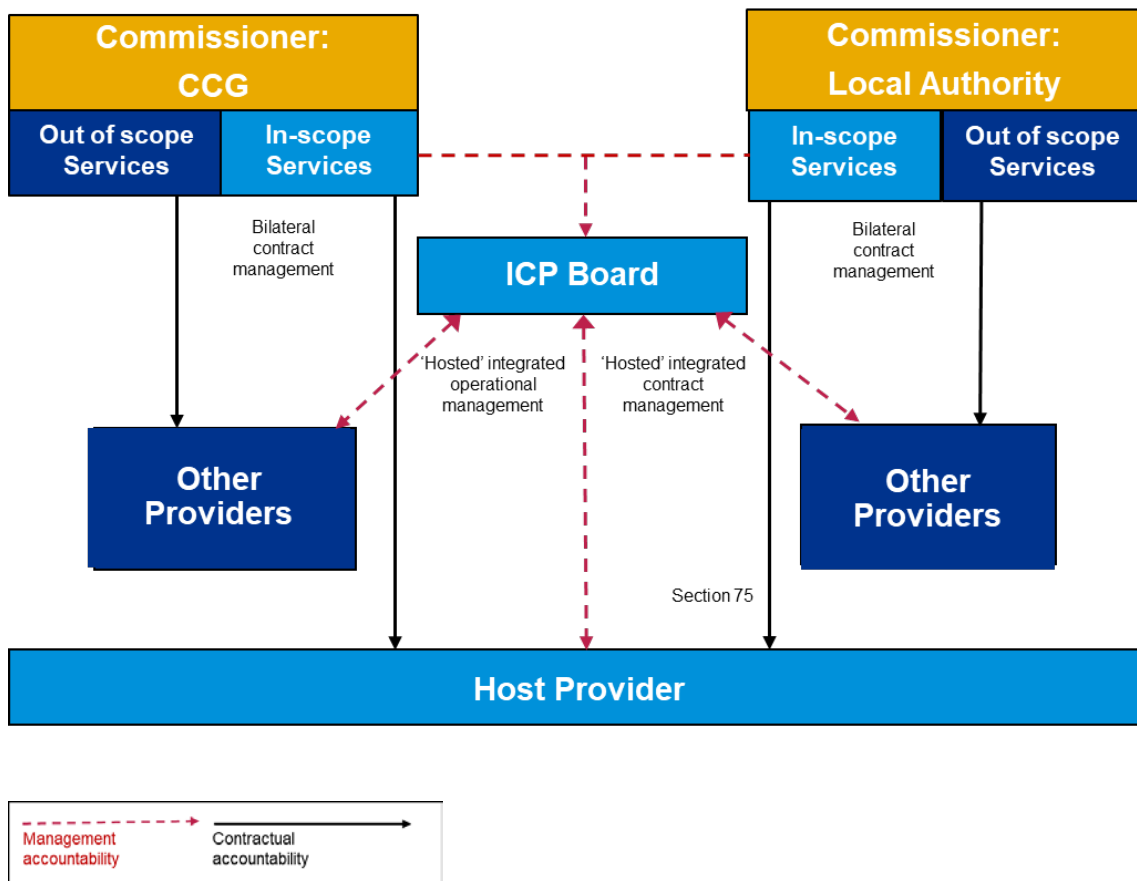 Commissioner:
CCG
Commissioner:
Local Authority
Out of scope
Services
In-scope
Services
In-scope
Services
Out of scope
Services
Bilateral
contract
management
Bilateral
contract
management
ICP Board
‘Hosted’ integrated
operational
management
‘Hosted’ integrated
contract
management
Other
Providers
Other
Providers
Section 75
Host Provider
Management
accountability
Contractual
accountability